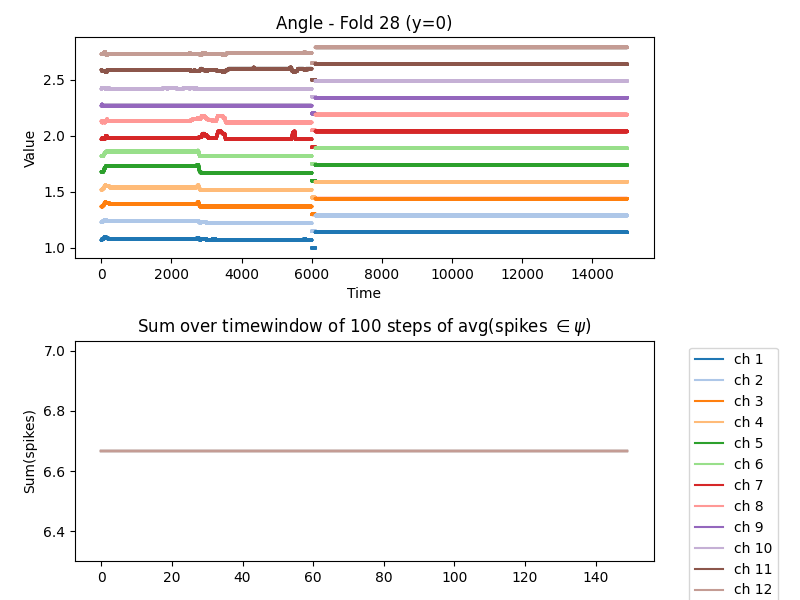 Angle - Fold 28 (y=0)
Value
2.5
2.0
1.5
1.0
0 2000 4000 6000 8000 10000 12000 14000
Time
Sum over timewindow of 100 steps of avg(spikes ∈ ψ)
Sum(spikes)
7.0
6.8
6.6
6.4
0 20 40 60 80 100 120 140
ch 1
ch 2
ch 3
ch 4
ch 5
ch 6
ch 7
ch 8
ch 9
ch 10
ch 11
ch 12